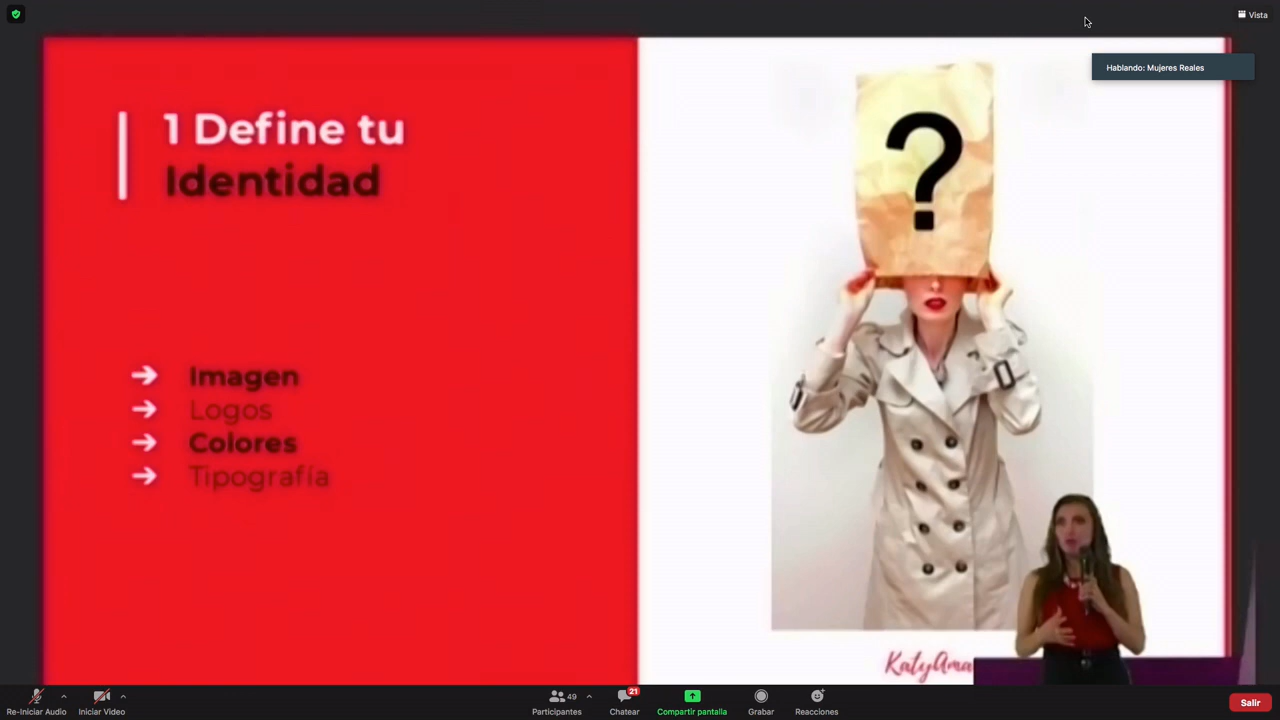 Vista
Hablando: Mujeres Reales
1 Define tu
Identidad
?
→ Imagen
→ Logos
→ Colores
→ Tipografía
KatyAma
49
21
Re-Iniciar Audio
Iniciar Video
Participantes
Chatear
Compartir pantalla
Grabar
Reacciones
Salir